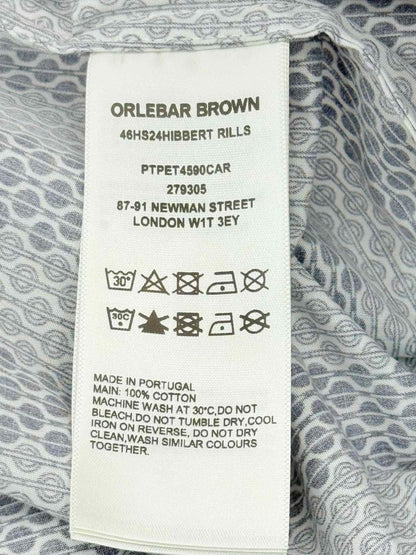 ORLEBAR BROWN
46HS24HIBBERT RILLS
PTPET4590CAR
279305
87-91 NEWMAN STREET
LONDON W1T 3EY
30°
30C
MADE IN PORTUGAL
MAIN: 100% COTTON
MACHINE WASH AT 30°C,DO NOT
BLEACH.DO NOT TUMBLE DRY,COOL
IRON ON REVERSE, DO NOT DRY
CLEAN,WASH SIMILAR COLOURS
TOGETHER.